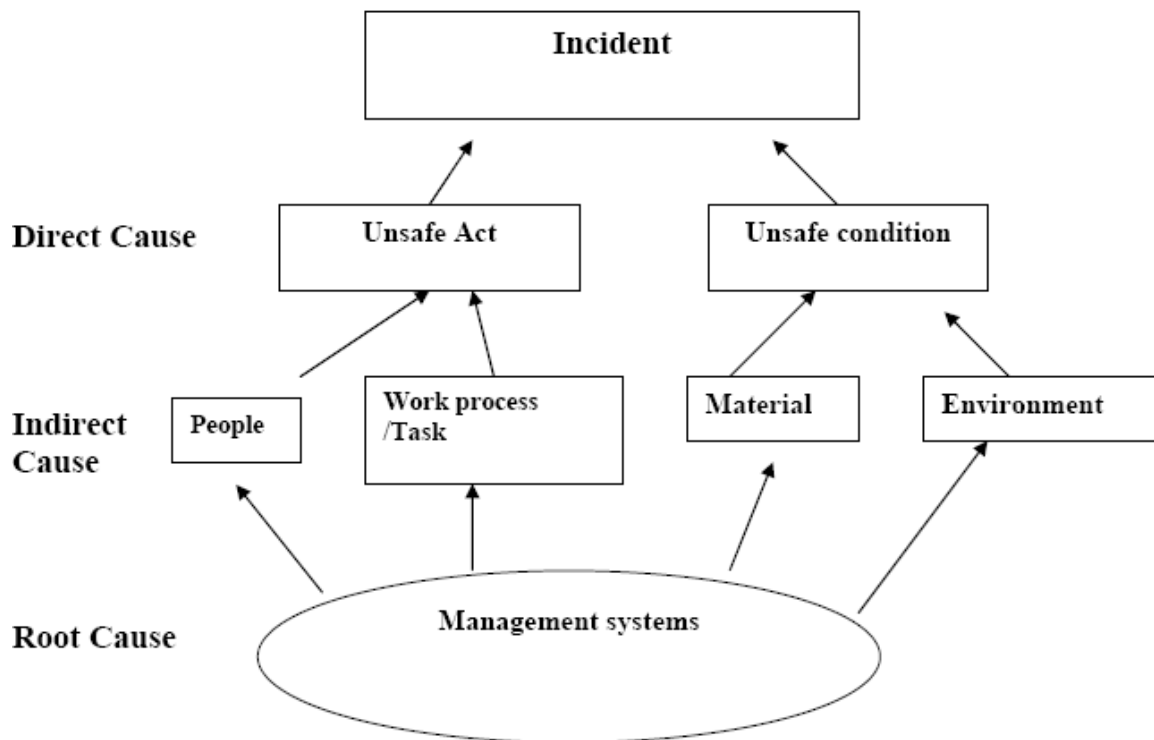 Incident
Direct Cause
Unsafe Act
Unsafe condition
Indirect
Cause
People
Work process
/Task
Material
Environment
Root Cause
Management systems